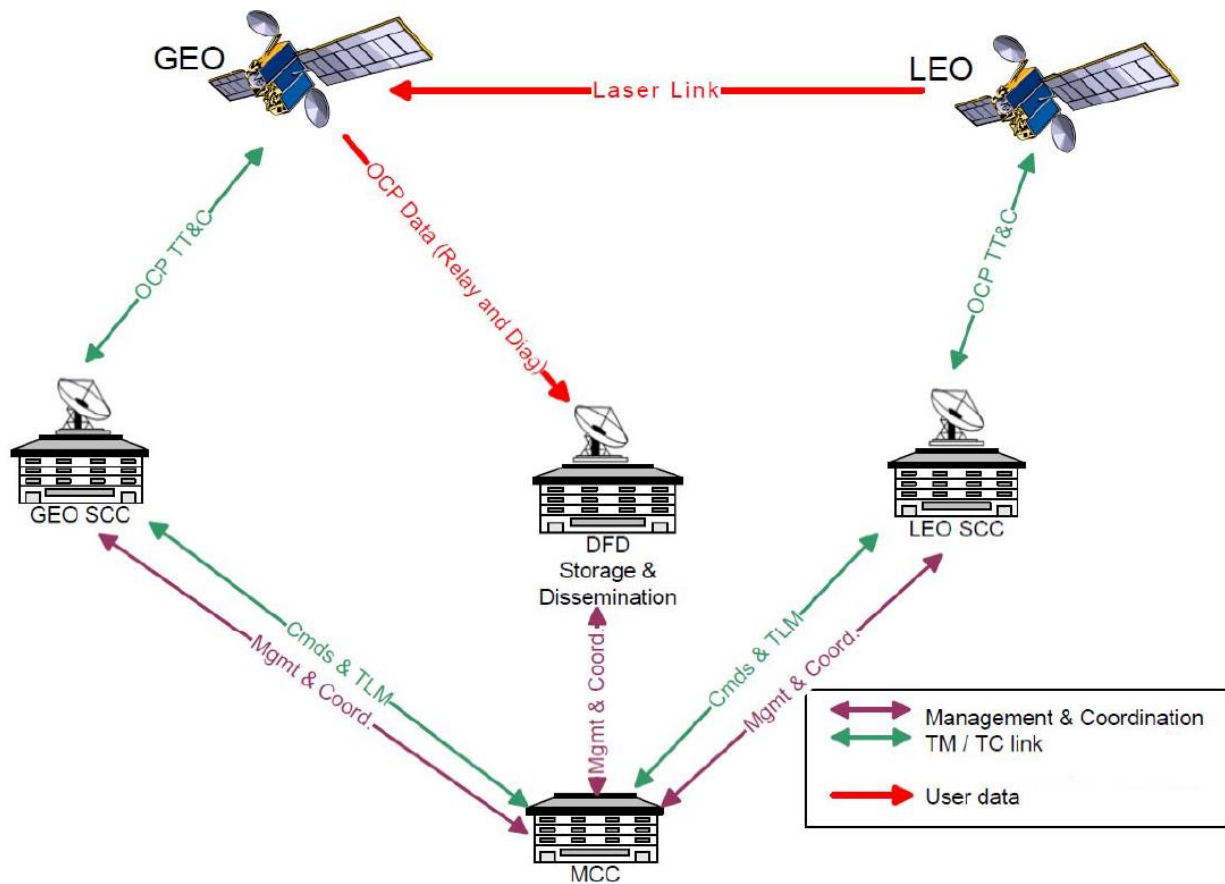 GEO
LEO
Laser Link
OCP TT&C
OCP Data (Relay and Diag)
OCP TT&C
GEO SCC
DFD
Storage &
Dissemination
LEO SCC
Cmds & TLM
Mgmt & Coord.
Mgmt & Coord.
Cmds & TLM
Mgmt & Coord.
MCC
Management & Coordination
TM / TC link
User data